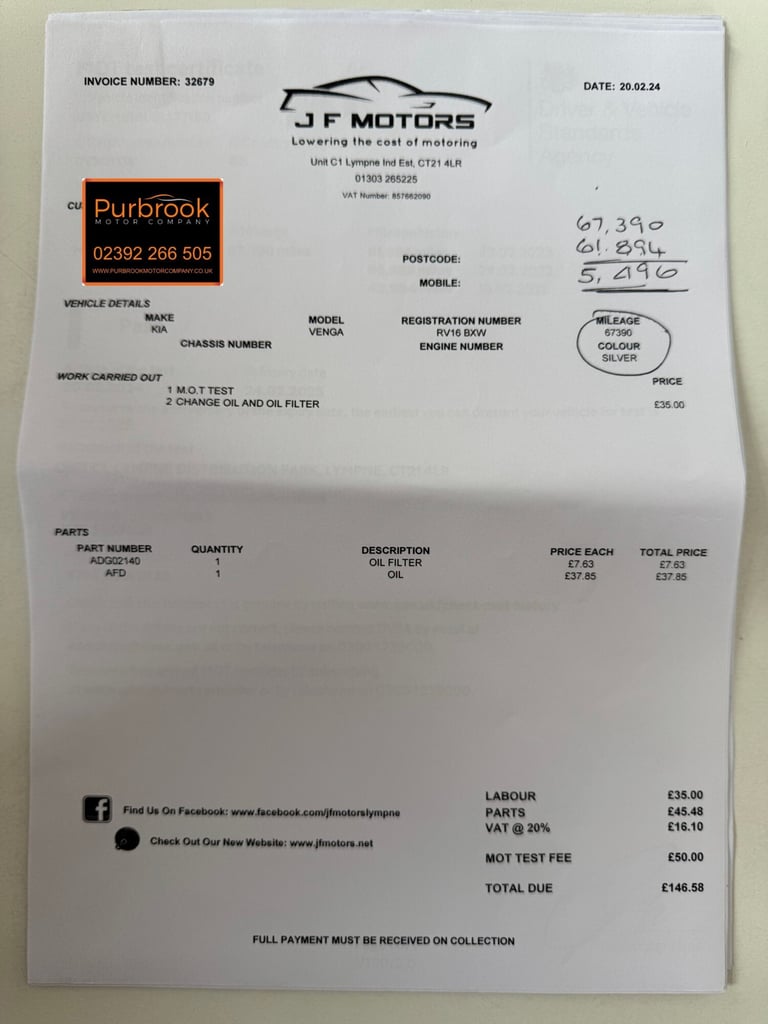 INVOICE NUMBER: 32679
DATE: 20.02.24
J F MOTORS
Lowering the cost of motoring
Unit C1 Lympne Ind Est, CT21 4LR
01303 265225
VAT Number: 857662090
CU
Purbrook
MOTOR COMPANY
02392 266 505
WWW.PURBROOKMOTORCOMPANY.CO.UK
67,390
61.894
5,496
POSTCODE:
MOBILE:
VEHICLE DETAILS
MAKE MODEL REGISTRATION NUMBER MILEAGE
KIA VENGA RV16 BXW 67390
CHASSIS NUMBER ENGINE NUMBER COLOUR
SILVER
WORK CARRIED OUT PRICE
1 M.O.T TEST
2 CHANGE OIL AND OIL FILTER £35.00
PARTS
PART NUMBER QUANTITY DESCRIPTION PRICE EACH TOTAL PRICE
ADG02140 1 OIL FILTER £7.63 £7.63
AFD 1 OIL £37.85 £37.85
LABOUR £35.00
Find Us On Facebook: www.facebook.com/jfmotorslympne PARTS £45.48
VAT @ 20% £16.10
Check Out Our New Website: www.jfmotors.net
MOT TEST FEE £50.00
TOTAL DUE £146.58
FULL PAYMENT MUST BE RECEIVED ON COLLECTION